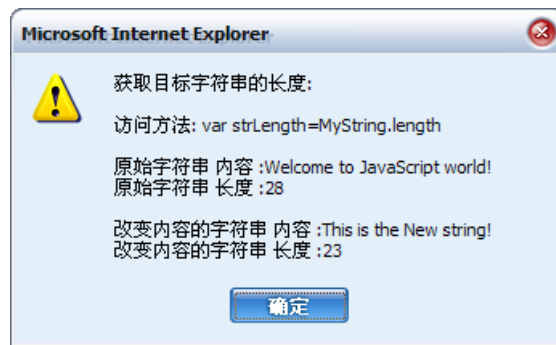 Microsoft Internet Explorer
获取目标字符串的长度:
访问方法: var strLength=MyString.length
原始字符串 内容 :Welcome to JavaScript world!
原始字符串 长度 :28
改变内容的字符串 内容 :This is the New string!
改变内容的字符串 长度 :23
确定